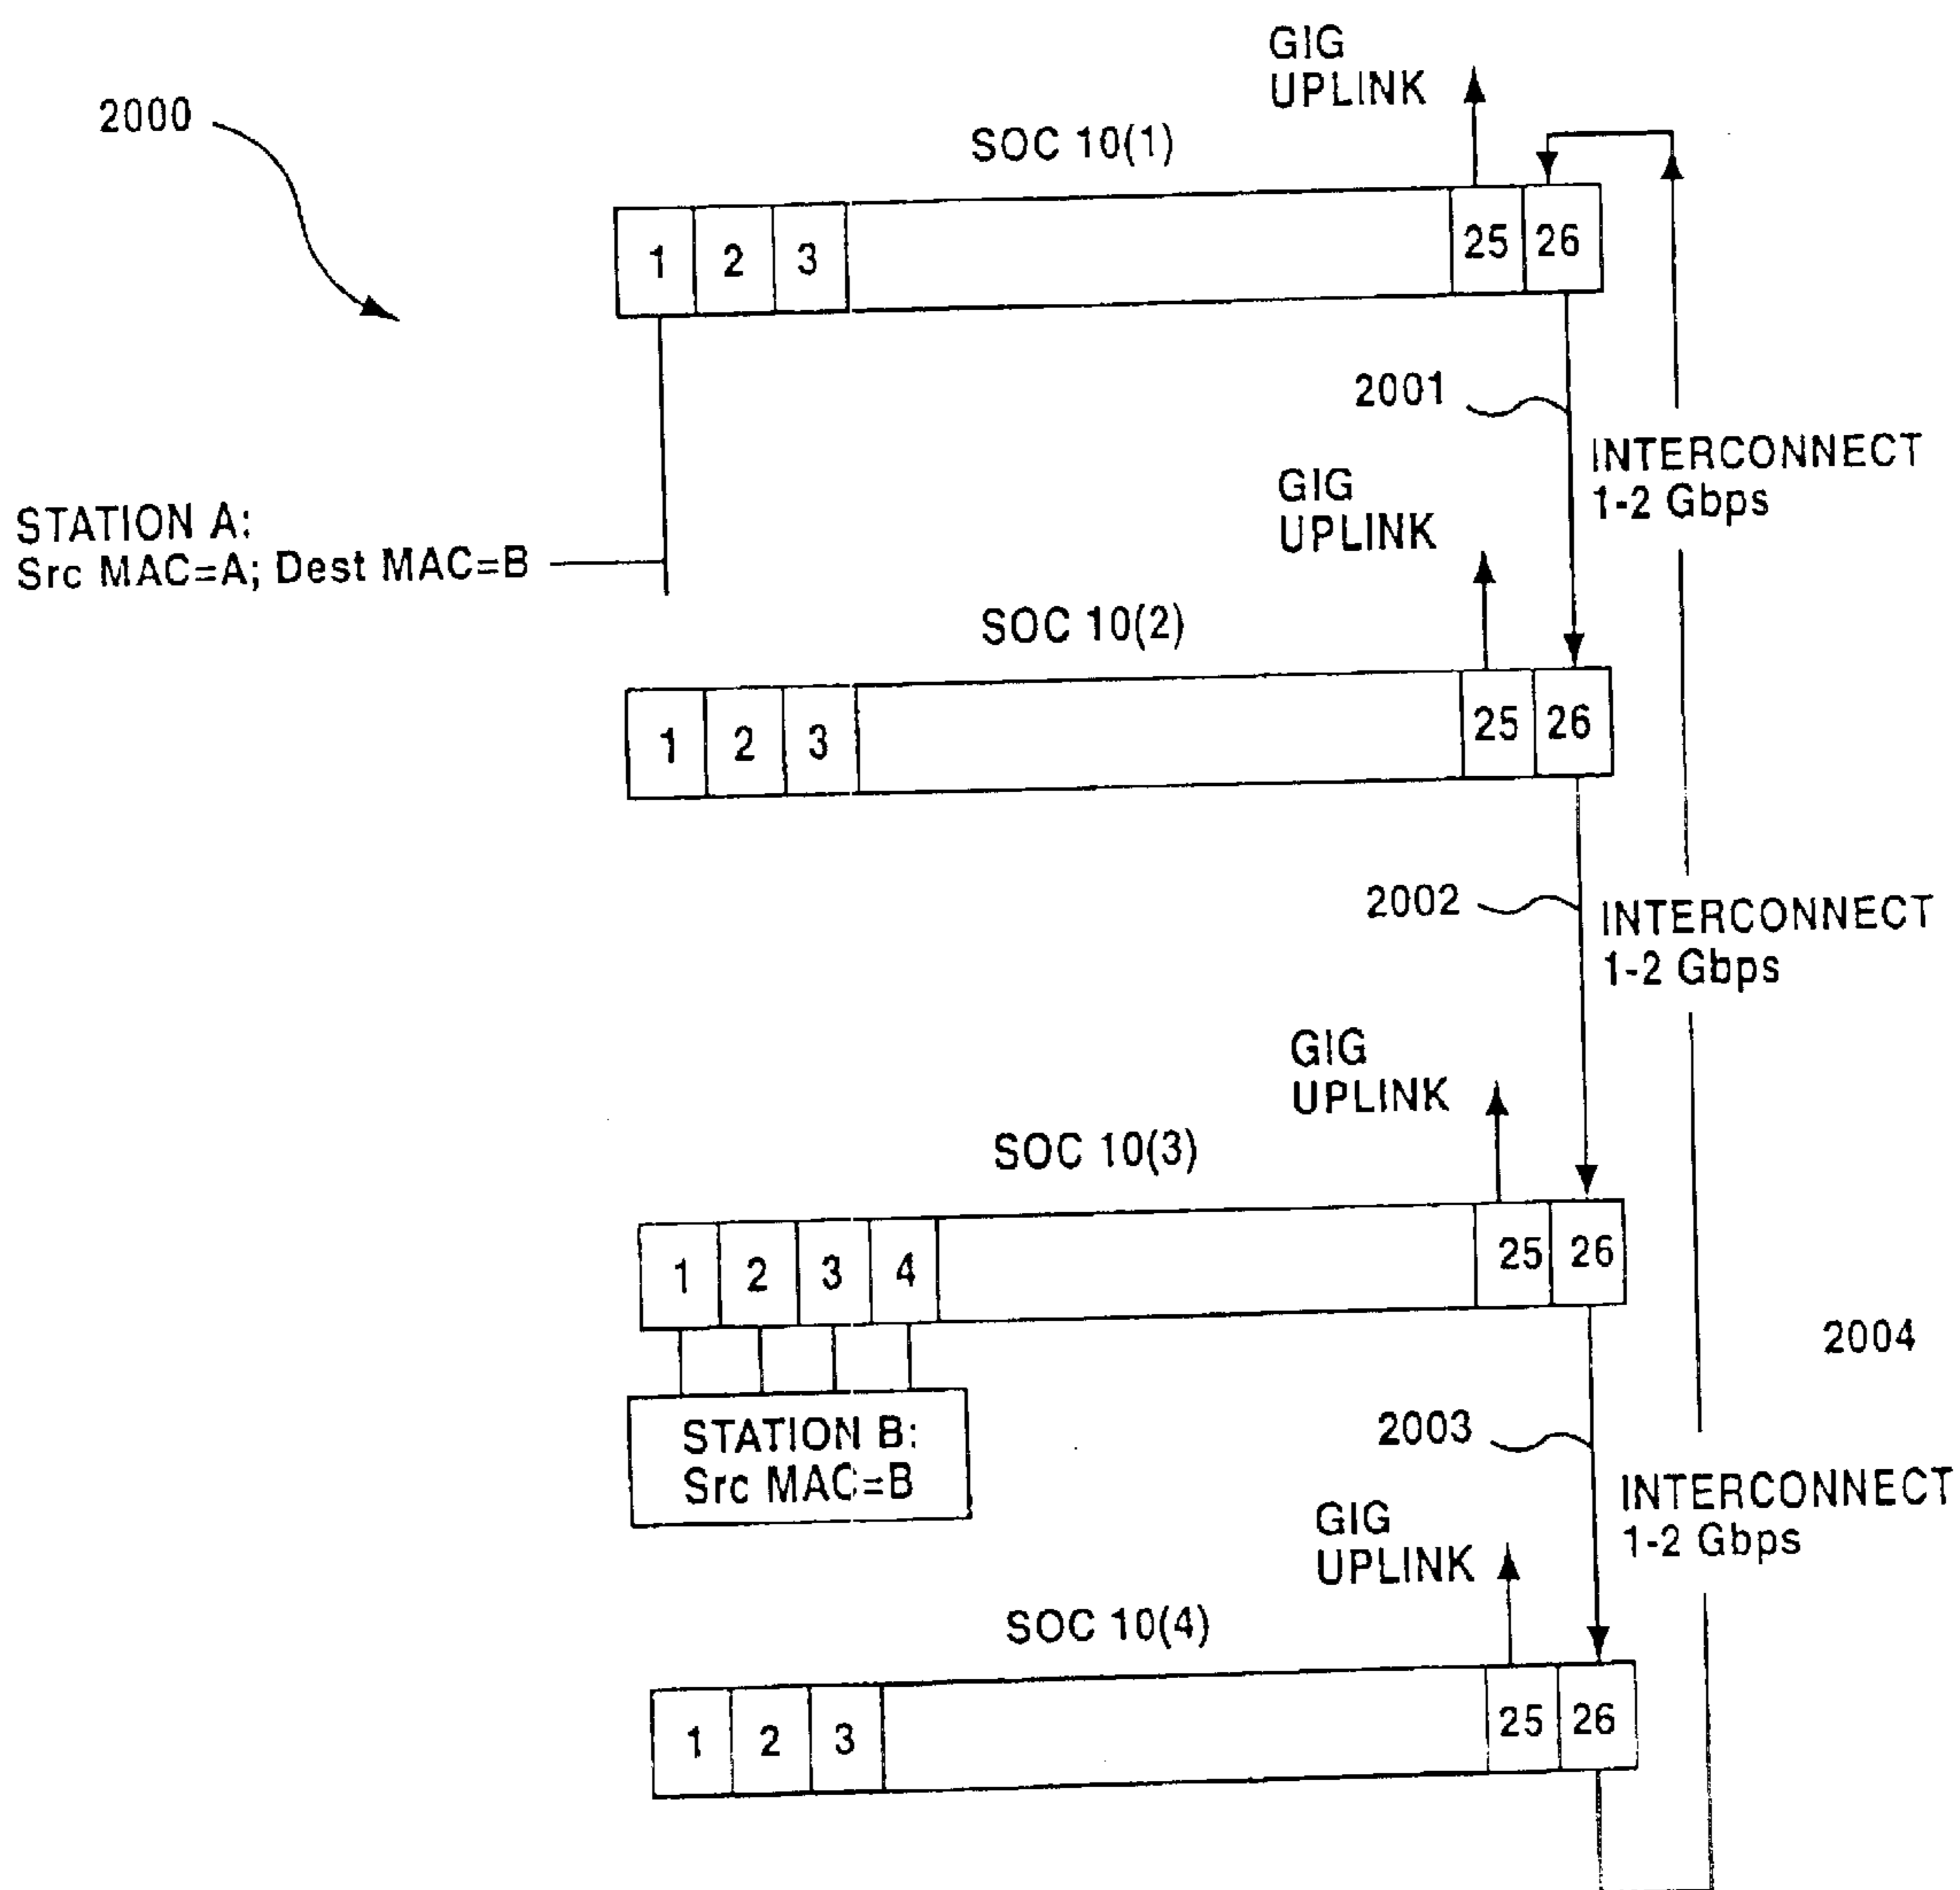 GIG
UPLINK
2000
SOC 10(1)
1 2 3 25 26
2001
INTERCONNECT
1-2 Gbps
GIG
UPLINK
STATION A:
Src MAC=A; Dest MAC=B
SOC 10(2)
1 2 3 25 26
2002
INTERCONNECT
1-2 Gbps
GIG
UPLINK
SOC 10(3)
1 2 3 4 25 26
2004
STATION B:
Src MAC=B
2003
INTERCONNECT
1-2 Gbps
GIG
UPLINK
SOC 10(4)
1 2 3 25 26